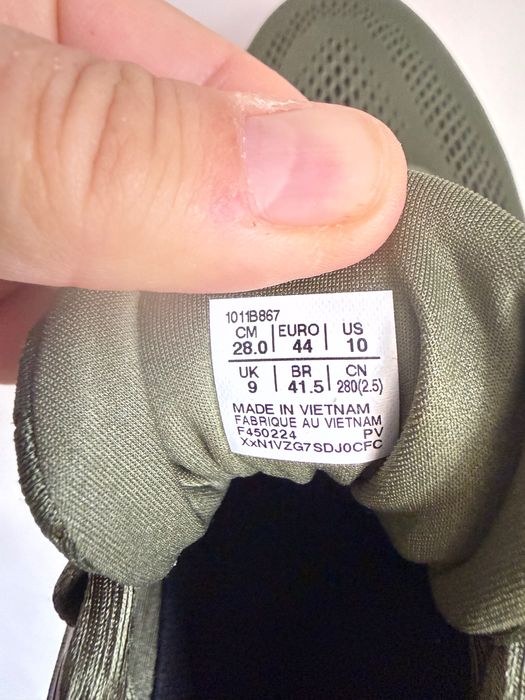 1011B867
CM | EURO | US
28.0 | 44 | 10
UK | BR | CN
9 | 41.5 | 280(2.5)
MADE IN VIETNAM
FABRIQUE AU VIETNAM
F450224 PV
XxN1VZG7SDJ0CFC